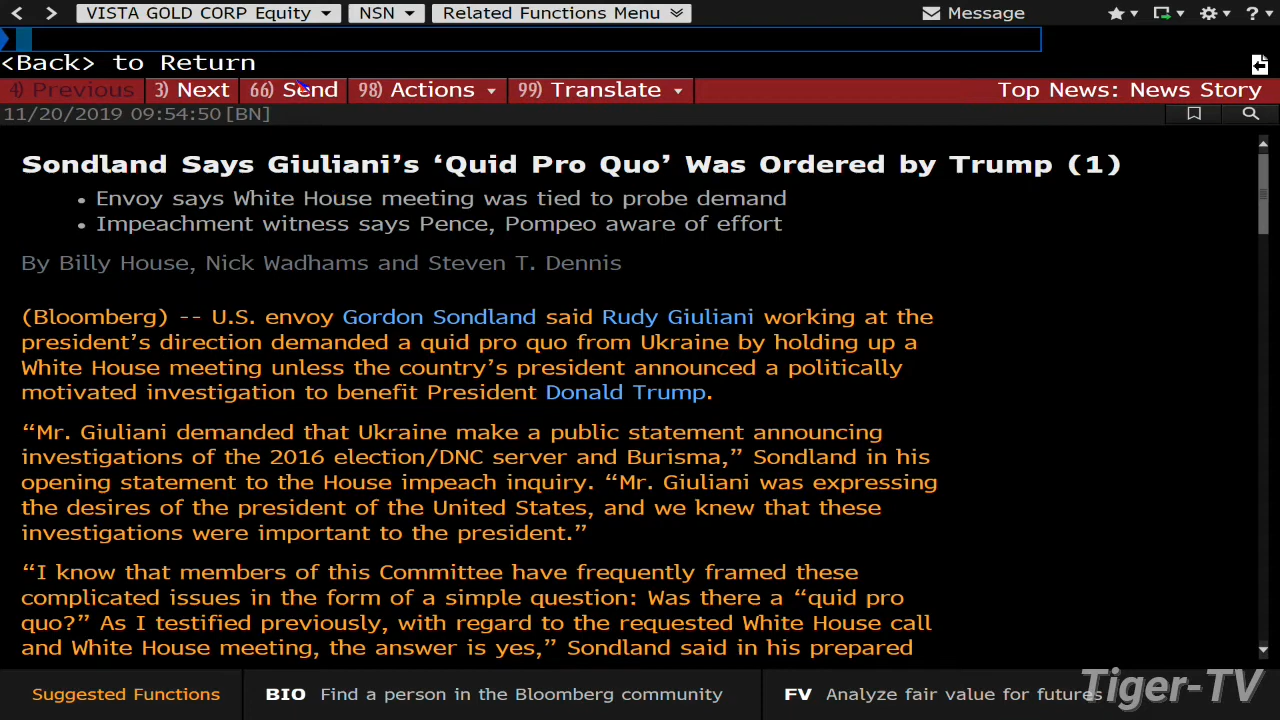 VISTA GOLD CORP Equity NSN Related Functions Menu Message ?
<Back> to Return
4) Previous 3) Next 66) Send 98) Actions 99) Translate Top News: News Story
11/20/2019 09:54:50 [BN]
Sondland Says Giuliani's ‘Quid Pro Quo’ Was Ordered by Trump (1)
• Envoy says White House meeting was tied to probe demand
• Impeachment witness says Pence, Pompeo aware of effort
By Billy House, Nick Wadhams and Steven T. Dennis
(Bloomberg) -- U.S. envoy Gordon Sondland said Rudy Giuliani working at the
president’s direction demanded a quid pro quo from Ukraine by holding up a
White House meeting unless the country’s president announced a politically
motivated investigation to benefit President Donald Trump.
“Mr. Giuliani demanded that Ukraine make a public statement announcing
investigations of the 2016 election/DNC server and Burisma,” Sondland in his
opening statement to the House impeach inquiry. “Mr. Giuliani was expressing
the desires of the president of the United States, and we knew that these
investigations were important to the president.”
“I know that members of this Committee have frequently framed these
complicated issues in the form of a simple question: Was there a “quid pro
quo?” As I testified previously, with regard to the requested White House call
and White House meeting, the answer is yes,” Sondland said in his prepared
Suggested Functions BIO Find a person in the Bloomberg community FV Analyze fair value for futures
Tiger-TV